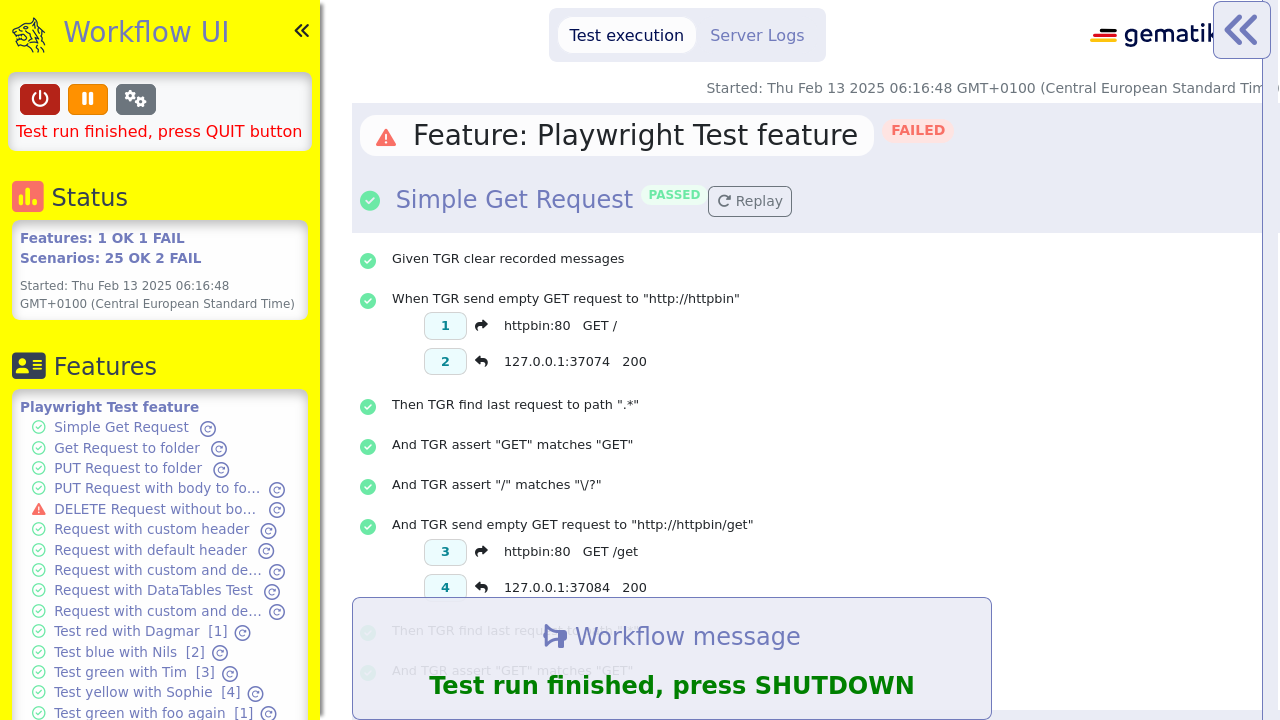 Workflow UI
Test run finished, press QUIT button
Status
Features: 1 OK 1 FAIL
Scenarios: 25 OK 2 FAIL
Started: Thu Feb 13 2025 06:16:48
GMT+0100 (Central European Standard Time)
Features
Playwright Test feature
Simple Get Request
Get Request to folder
PUT Request to folder
PUT Request with body to fo...
DELETE Request without bo...
Request with custom header
Request with default header
Request with custom and de...
Request with DataTables Test
Request with custom and de...
Test red with Dagmar [1]
Test blue with Nils [2]
Test green with Tim [3]
Test yellow with Sophie [4]
Test green with foo again [1]
Test execution Server Logs
gematik
Started: Thu Feb 13 2025 06:16:48 GMT+0100 (Central European Standard Tim
Feature: Playwright Test feature FAILED
Simple Get Request PASSED Replay
Given TGR clear recorded messages
When TGR send empty GET request to "http://httpbin"
1 httpbin:80 GET /
2 127.0.0.1:37074 200
Then TGR find last request to path ".*"
And TGR assert "GET" matches "GET"
And TGR assert "/" matches "\/?"
And TGR send empty GET request to "http://httpbin/get"
3 httpbin:80 GET /get
4 127.0.0.1:37084 200
Then TGR find last request to path
Workflow message
And TGR assert "GET" matches "GET"
Test run finished, press SHUTDOWN